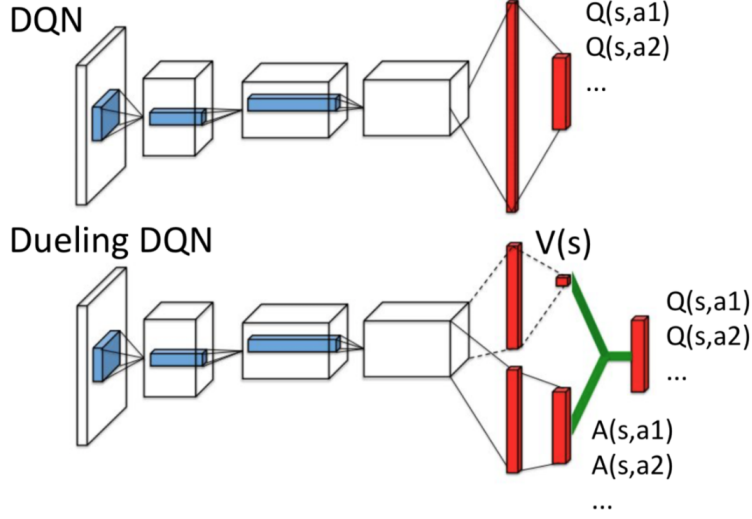 DQN
Q(s,a1)
Q(s,a2)
...
Dueling DQN
V(s)
Q(s,a1)
Q(s,a2)
...
A(s,a1)
A(s,a2)
...